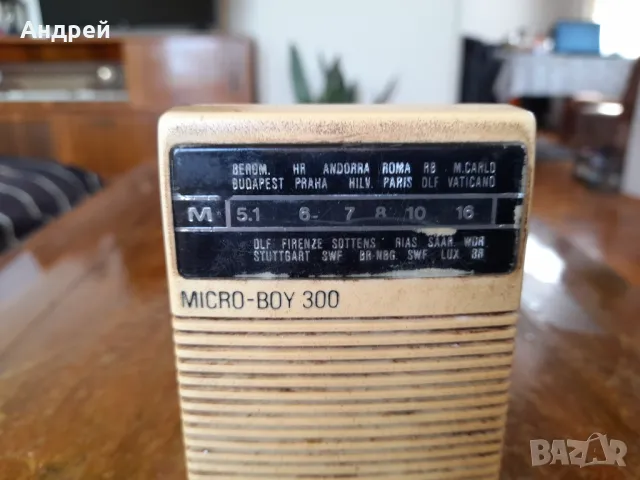 Андрей
BEROM. HR ANDORRA ROMA RB M.CARLO
BUDAPEST PRAHA HILV. PARIS DLF VATICANO
M 5.1 6 7 8 10 16
DLF FIRENZE SOTTENS RIAS SAAR WDR
STUTTGART SWF BR-NBG. SWF LUX BR
MICRO-BOY 300
BAZAR